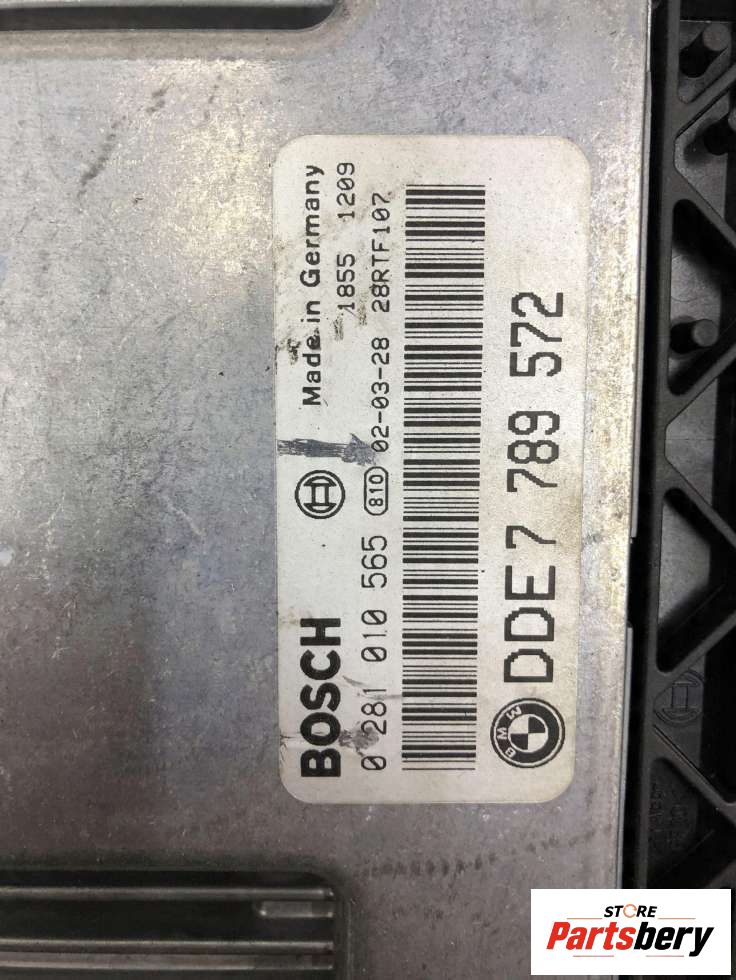 Made in Germany
BOSCH
1855 1209
0 281 010 565 810 02-03-28 28RTF107
BMW DDE 7 789 572
STORE
Partsbery